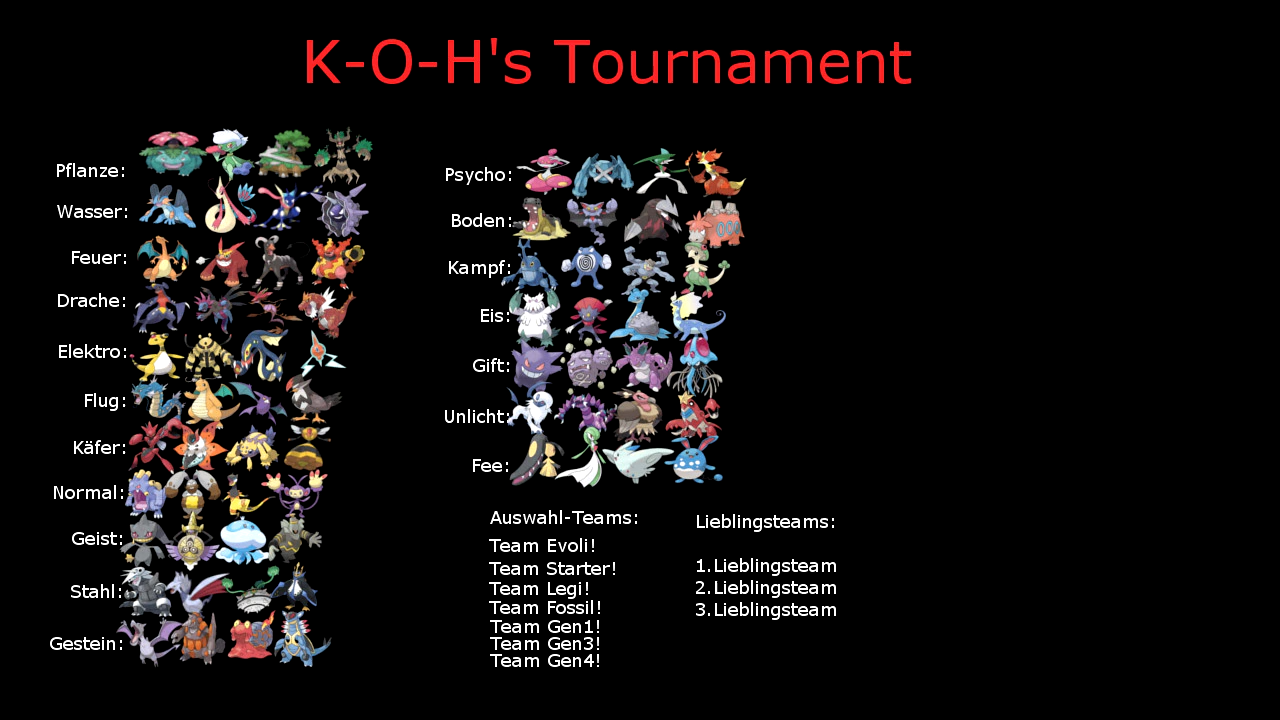 K-O-H's Tournament
Pflanze:
Wasser:
Feuer:
Drache:
Elektro:
Flug:
Käfer:
Normal:
Geist:
Stahl:
Gestein:
Psycho:
Boden:
Kampf:
Eis:
Gift:
Unlicht:
Fee:
Auswahl-Teams:
Team Evoli!
Team Starter!
Team Legi!
Team Fossil!
Team Gen1!
Team Gen3!
Team Gen4!
Lieblingsteams:
1.Lieblingsteam
2.Lieblingsteam
3.Lieblingsteam